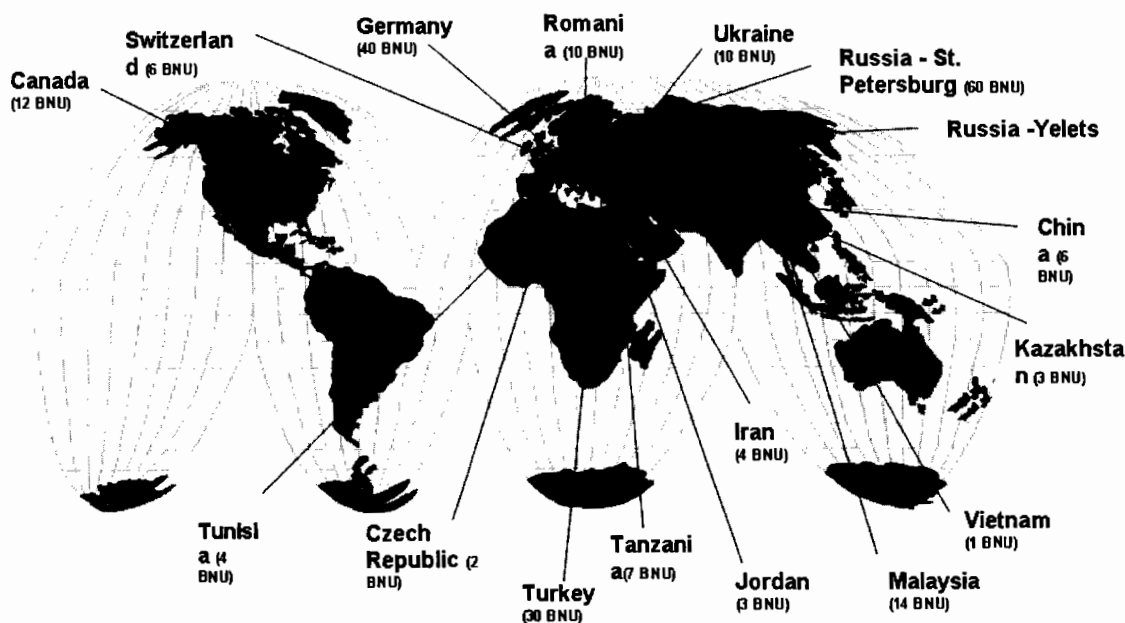 Switzerlan
d (6 BNU)
Germany
(40 BNU)
Romani
a (10 BNU)
Ukraine
(10 BNU)
Russia - St.
Petersburg (60 BNU)
Canada
(12 BNU)
Russia -Yelets
Chin
a (6
BNU)
Kazakhsta
n (3 BNU)
Iran
(4 BNU)
Vietnam
(1 BNU)
Tunisi
a (4
BNU)
Czech
Republic (2
BNU)
Turkey
(30 BNU)
Tanzani
a(7 BNU)
Jordan
(3 BNU)
Malaysia
(14 BNU)